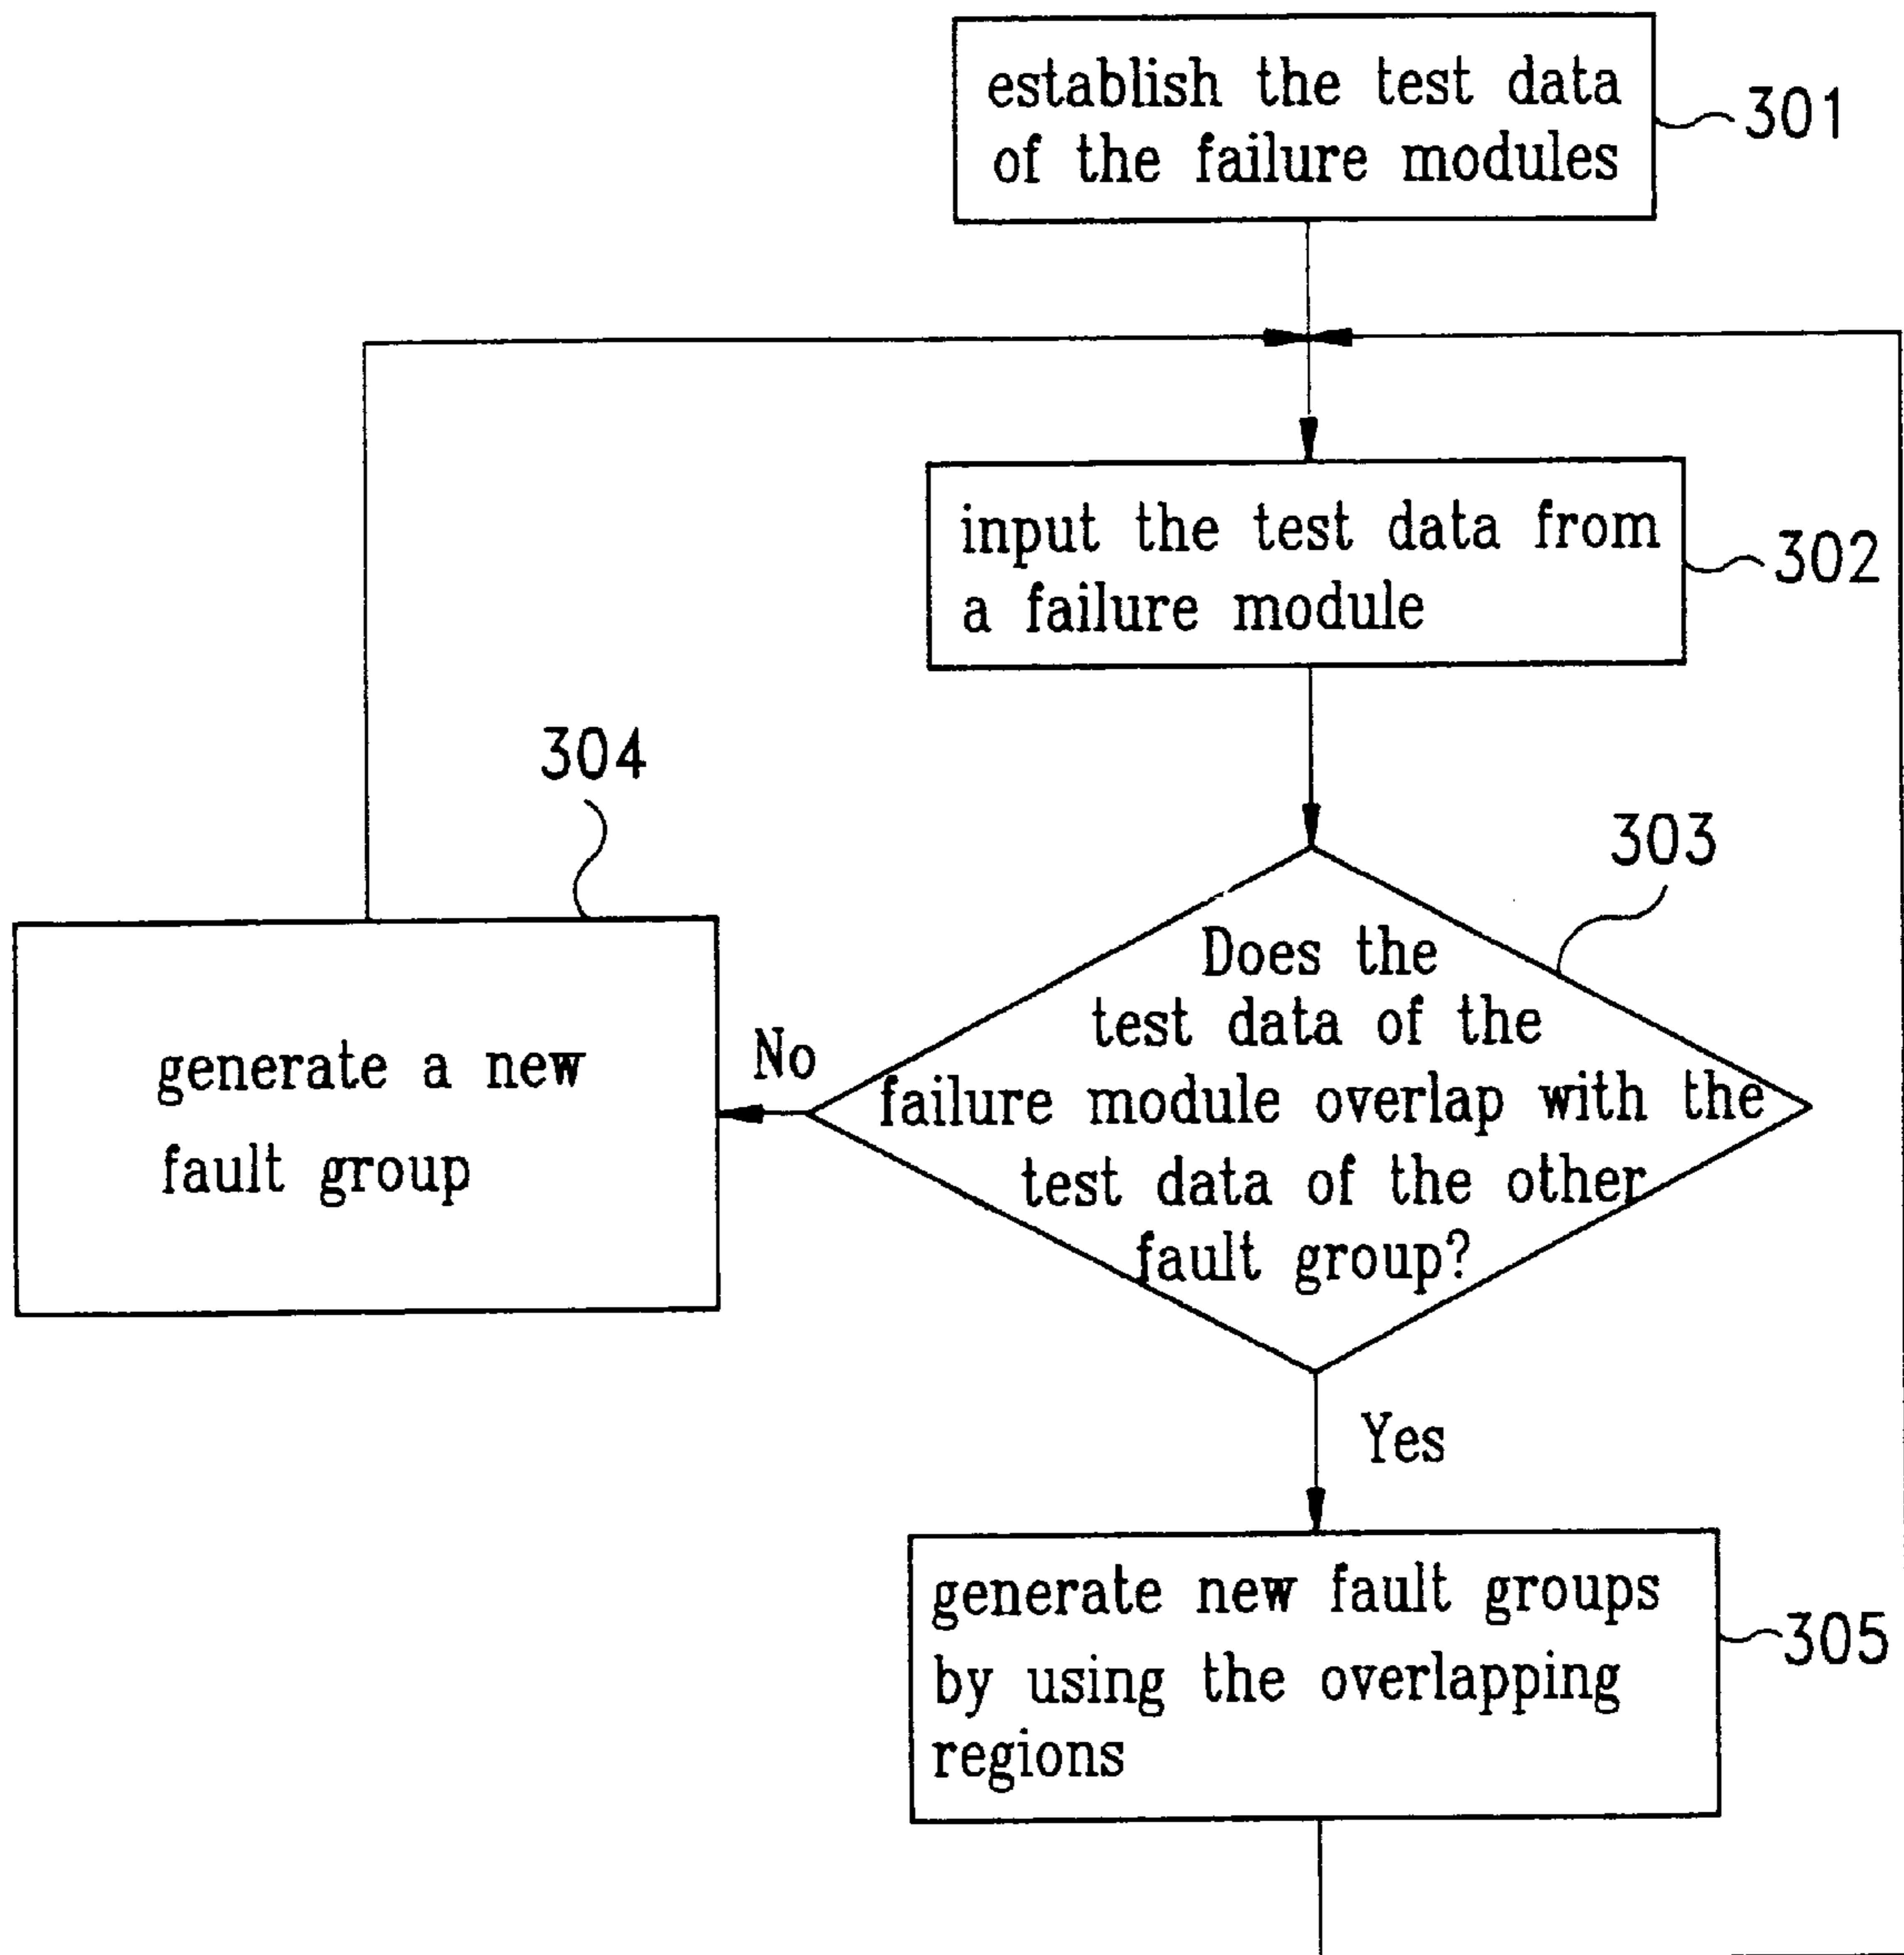 establish the test data
of the failure modules
301
input the test data from
a failure module
302
304
303
Does the
test data of the
failure module overlap with the
test data of the other
fault group?
No
generate a new
fault group
Yes
generate new fault groups
by using the overlapping
regions
305